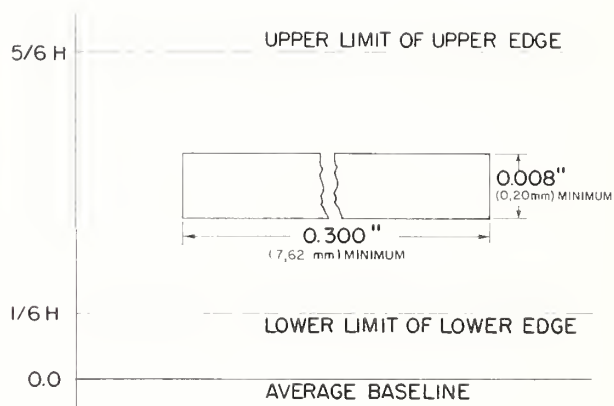 UPPER LIMIT OF UPPER EDGE
5/6 H
0.008"
(0,20mm) MINIMUM
0.300"
(7,62 mm) MINIMUM
1/6 H
LOWER LIMIT OF LOWER EDGE
0.0
AVERAGE BASELINE